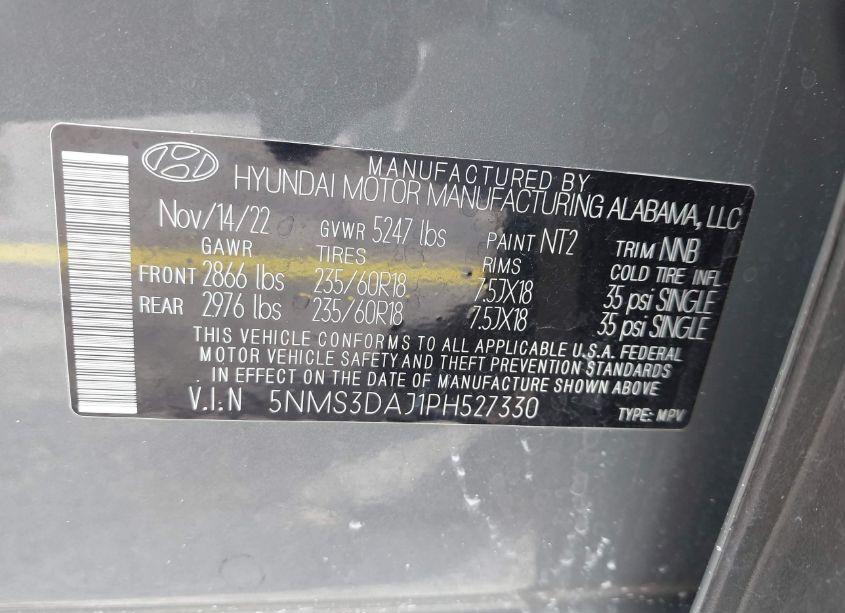 MANUFACTURED BY
HYUNDAI MOTOR MANUFACTURING ALABAMA, LLC
Nov/14/22 GVWR 5247 lbs PAINT NT2 TRIM NNB
GAWR TIRES RIMS COLD TIRE INFL
FRONT 2866 lbs 235/60R18 7.5JX18 35 psi SINGLE
REAR 2976 lbs 235/60R18 7.5JX18 35 psi SINGLE
THIS VEHICLE CONFORMS TO ALL APPLICABLE U.S.A. FEDERAL
MOTOR VEHICLE SAFETY AND THEFT PREVENTION STANDARDS
IN EFFECT ON THE DATE OF MANUFACTURE SHOWN ABOVE
V.I.N 5NMS3DAJ1PH527330 TYPE: MPV